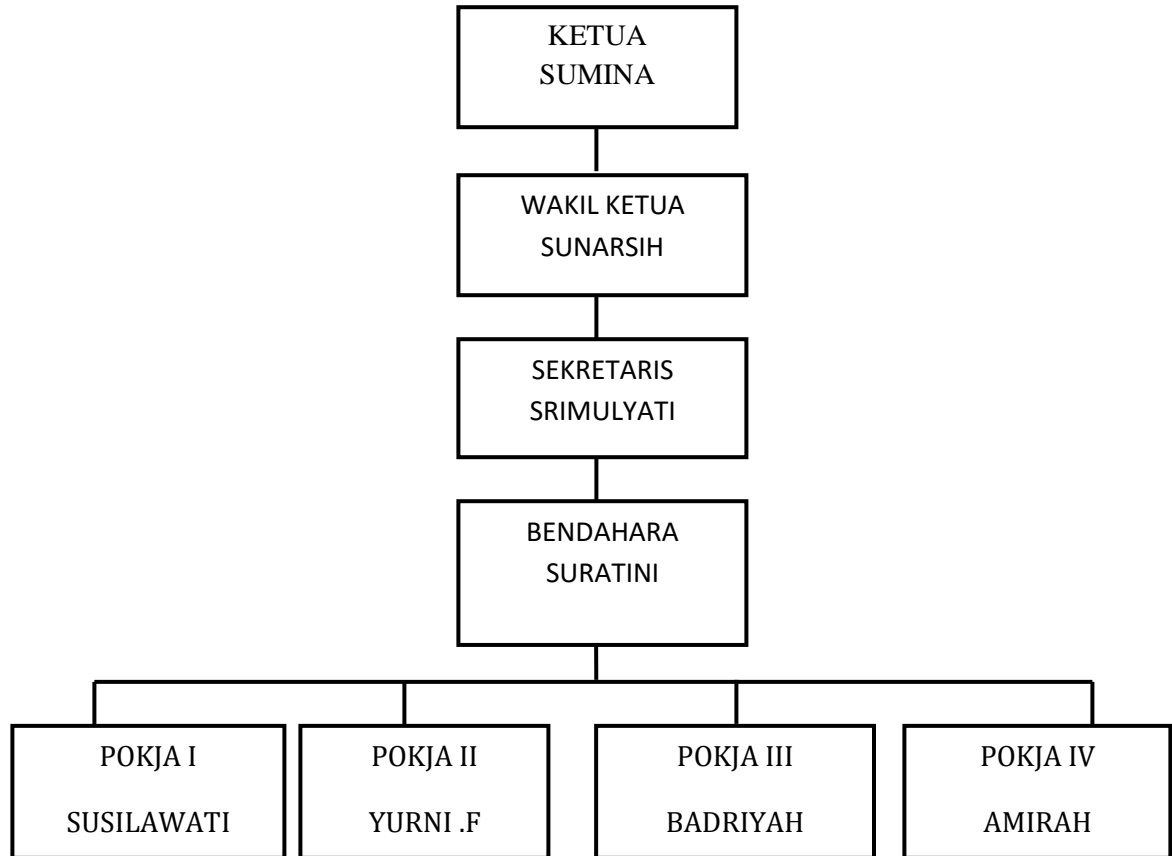 KETUA
SUMINA
WAKIL KETUA
SUNARSIH
SEKRETARIS
SRIMULYATI
BENDAHARA
SURATINI
POKJA I
SUSILAWATI
POKJA II
YURNI .F
POKJA III
BADRIYAH
POKJA IV
AMIRAH